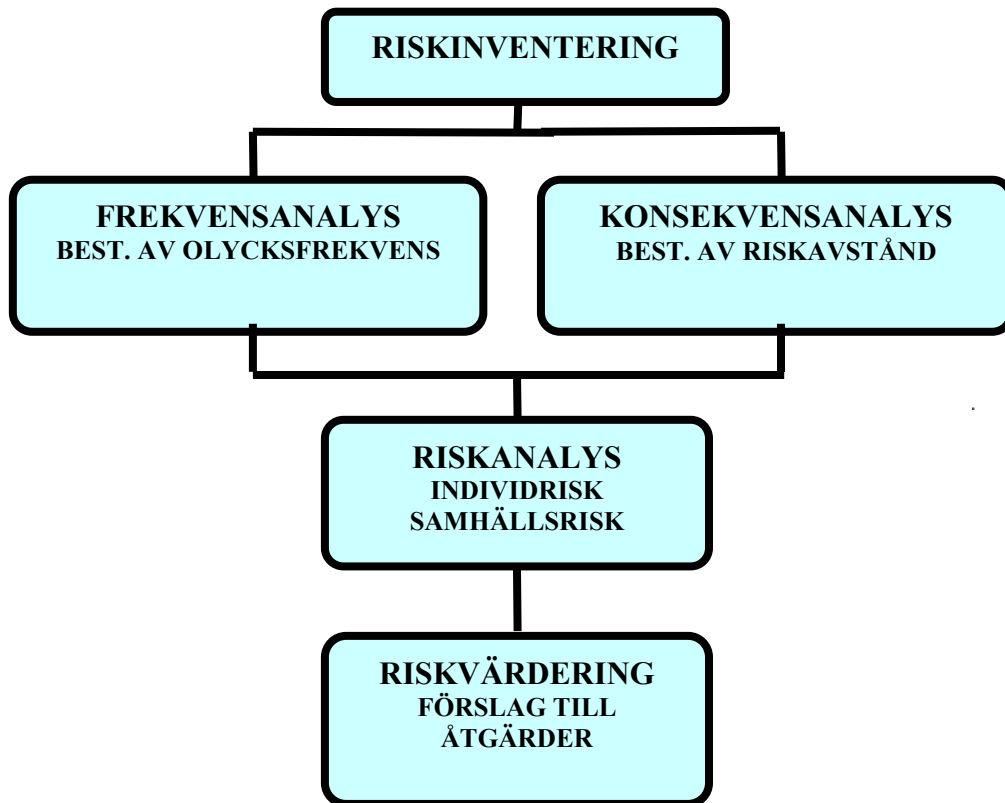 RISKINVENTERING
FREKVENSANALYS
BEST. AV OLYCKSFREKVENS
KONSEKVENSANALYS
BEST. AV RISKAVSTÅND
RISKANALYS
INDIVIDRISK
SAMHÄLLSRISK
RISKVÄRDERING
FÖRSLAG TILL
ÅTGÄRDER